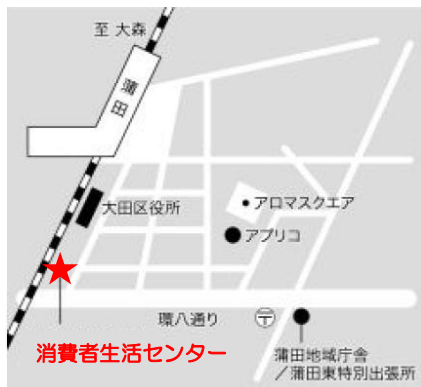 至 大森
蒲田
大田区役所
アロマスクエア
アプリコ
環八通り
〒
消費者生活センター
蒲田地域庁舎
／蒲田東特別出張所